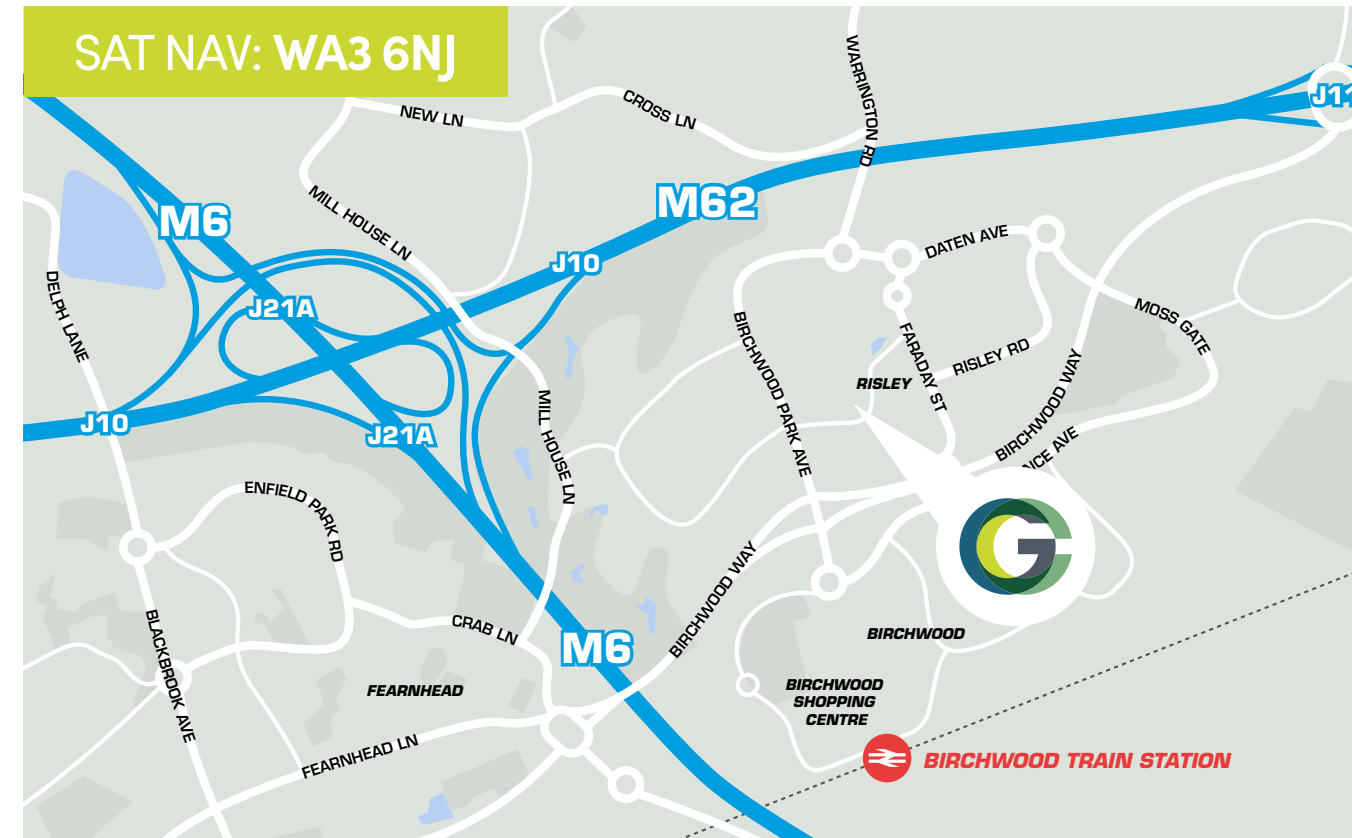 SAT NAV: WA3 6NJ
WARRINGTON RD
J11
NEW LN
CROSS LN
M62
M6
MILL HOUSE LN
DATEN AVE
J10
DELPH LANE
J21A
MOSS GATE
BIRCHWOOD PARK AVE
FARADAY ST
RISLEY RD
RISLEY
BIRCHWOOD WAY
J10
J21A
MILL HOUSE LN
NCE AVE
ENFIELD PARK RD
BIRCHWOOD WAY
BLACKBROOK AVE
CRAB LN
M6
BIRCHWOOD
FEARNHEAD
BIRCHWOOD
SHOPPING
CENTRE
FEARNHEAD LN
BIRCHWOOD TRAIN STATION